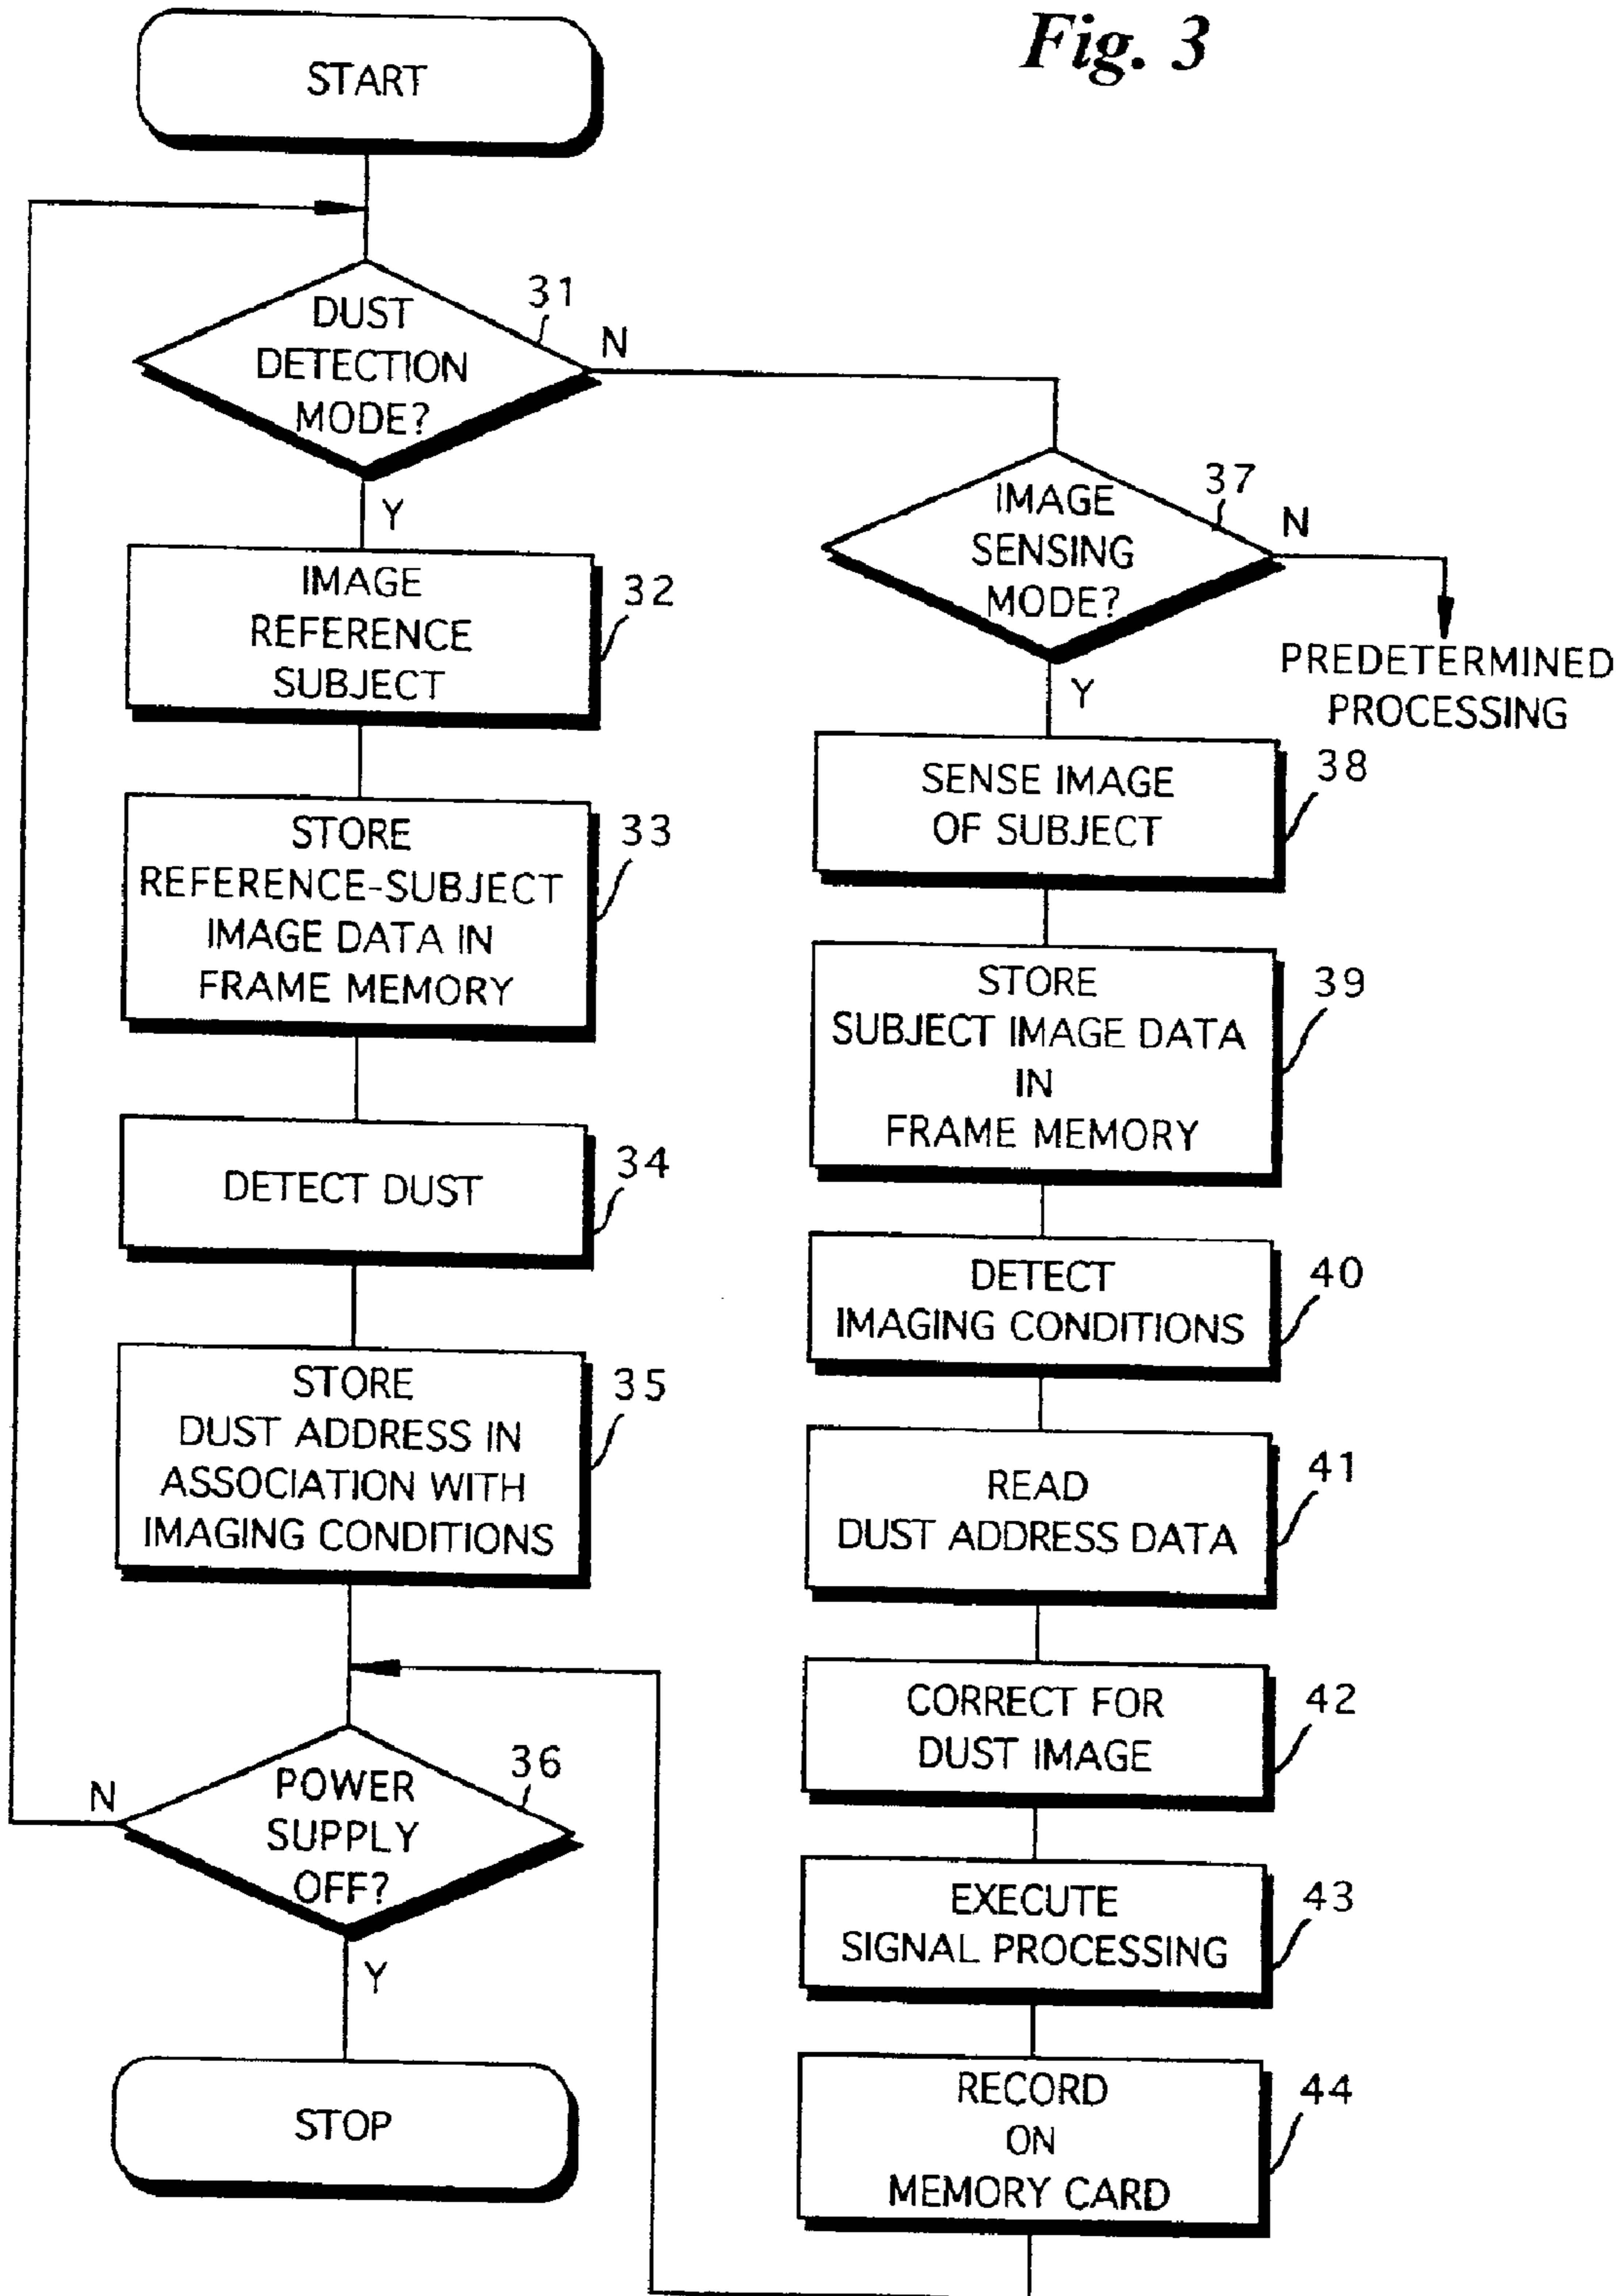 Fig. 3
START
DUST
DETECTION
MODE?
31
N
Y
IMAGE
REFERENCE
SUBJECT
32
STORE
REFERENCE-SUBJECT
IMAGE DATA IN
FRAME MEMORY
33
DETECT DUST
34
STORE
DUST ADDRESS IN
ASSOCIATION WITH
IMAGING CONDITIONS
35
POWER
SUPPLY
OFF?
36
N
Y
STOP
IMAGE
SENSING
MODE?
37
N
PREDETERMINED
PROCESSING
Y
SENSE IMAGE
OF SUBJECT
38
STORE
SUBJECT IMAGE DATA
IN
FRAME MEMORY
39
DETECT
IMAGING CONDITIONS
40
READ
DUST ADDRESS DATA
41
CORRECT FOR
DUST IMAGE
42
EXECUTE
SIGNAL PROCESSING
43
RECORD
ON
MEMORY CARD
44